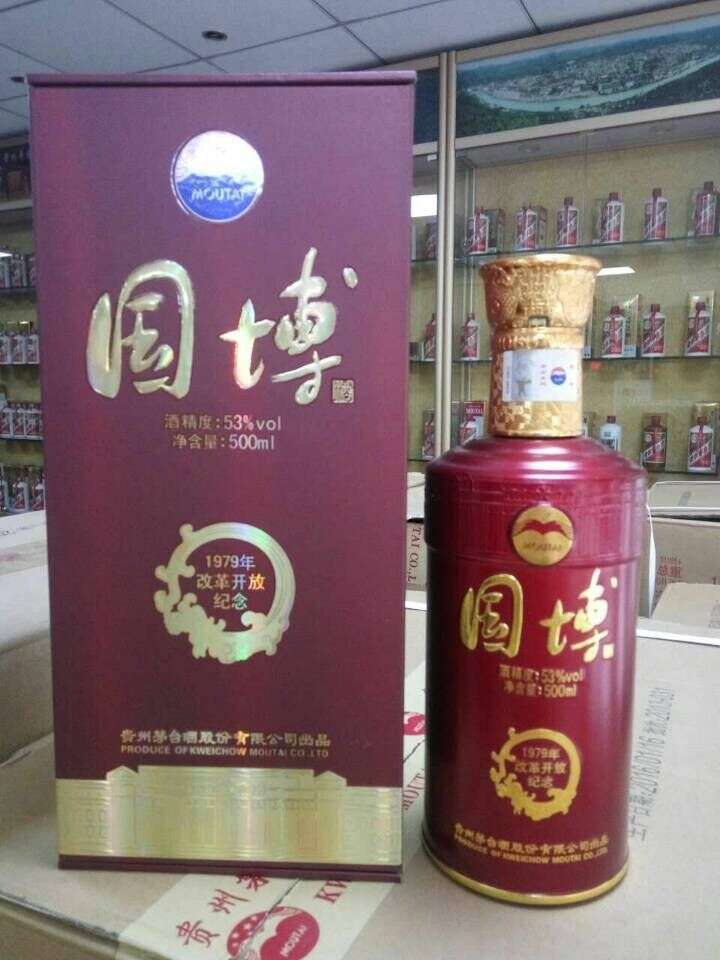 MOUTAI
国博
酒精度:53%vol
净含量:500ml
1979年
改革开放
纪念
贵州茅台酒股份有限公司出品
PRODUCE OF KWEICHOW MOUTAI CO.,LTD
MOUTAI
国博
酒精度:53%vol
净含量:500ml
1979年
改革开放
纪念
贵州茅台酒股份有限公司出品
PRODUCE OF KWEICHOW MOUTAI CO.,LTD
贵州茅
KW
MOUTAI